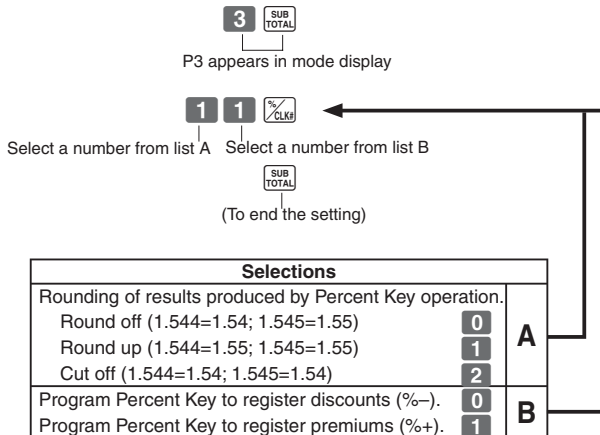 3 SUB TOTAL
P3 appears in mode display
1 1 %/CLK#
Select a number from list A Select a number from list B
SUB TOTAL
(To end the setting)
Selections
Rounding of results produced by Percent Key operation.
Round off (1.544=1.54; 1.545=1.55) 0
Round up (1.544=1.55; 1.545=1.55) 1
Cut off (1.544=1.54; 1.545=1.54) 2
A
Program Percent Key to register discounts (%–). 0
Program Percent Key to register premiums (%+). 1
B